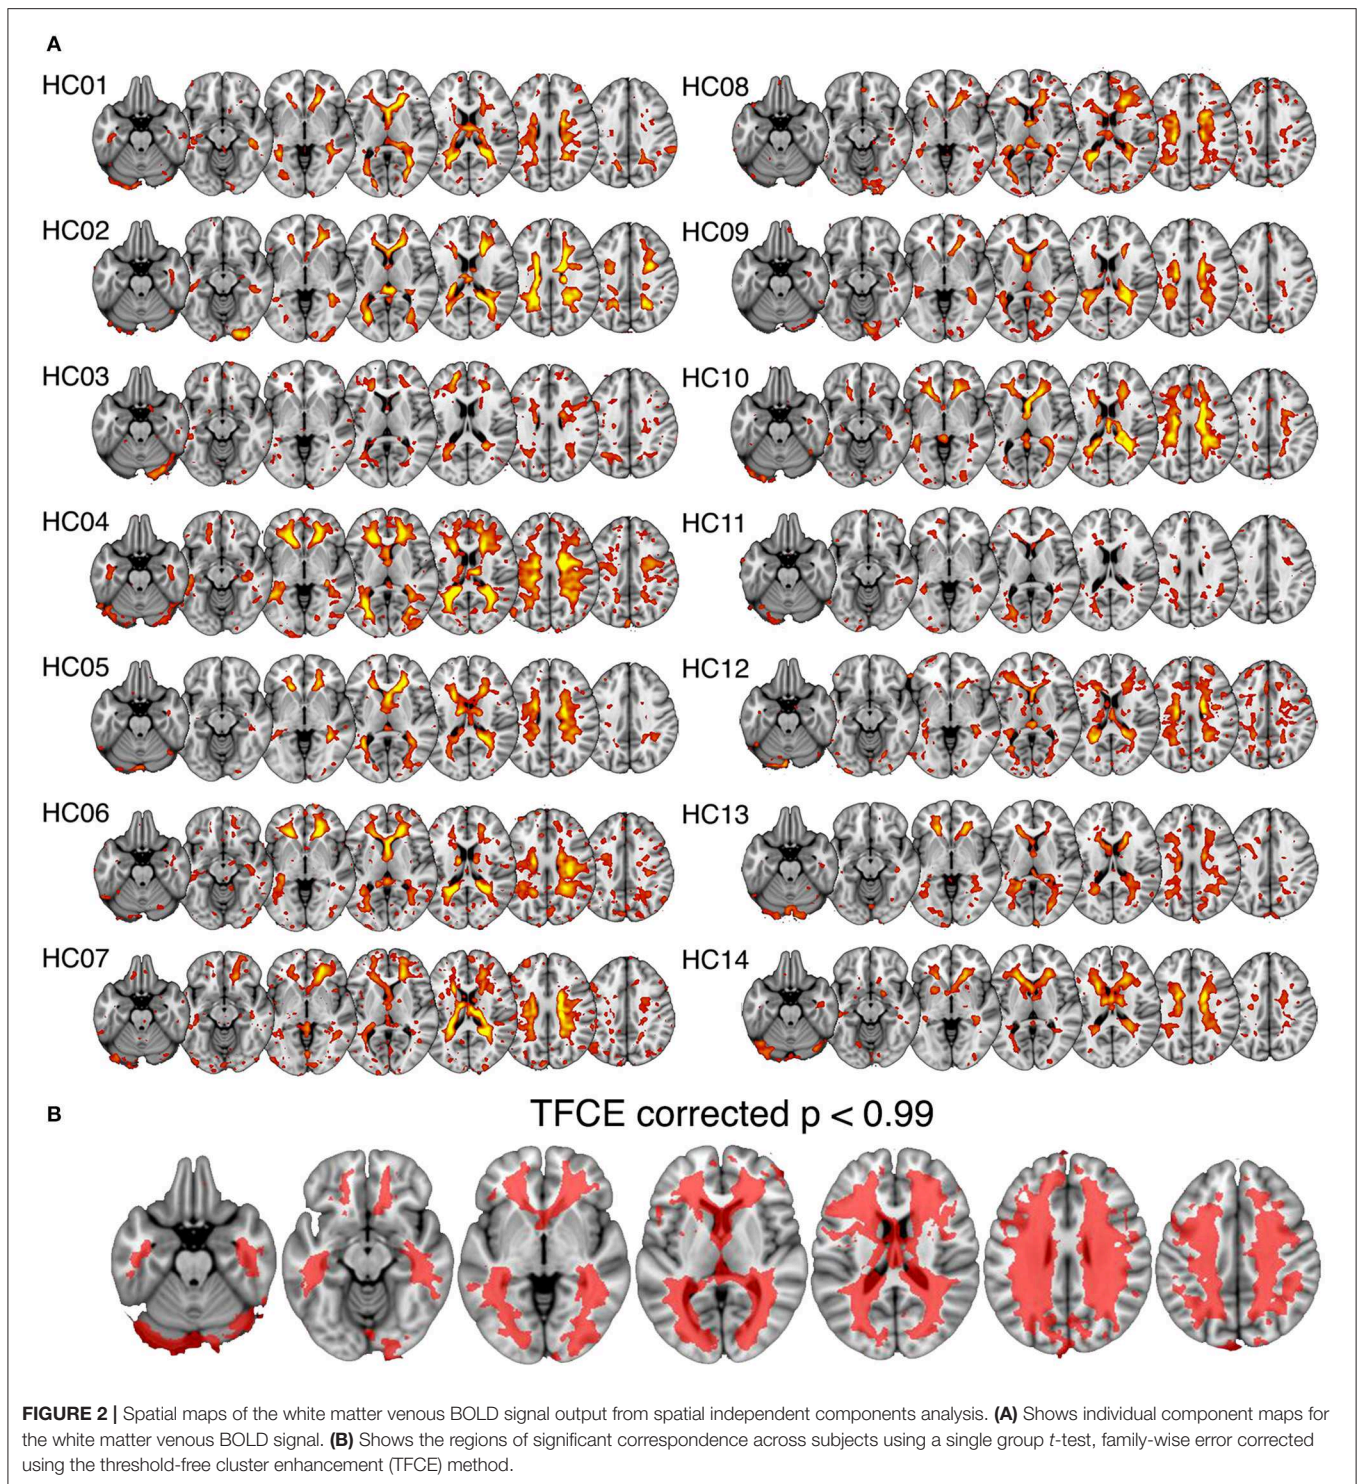 A
HC01
HC08
HC02
HC09
HC03
HC10
HC04
HC11
HC05
HC12
HC06
HC13
HC07
HC14
B
TFCE corrected p < 0.99
FIGURE 2 | Spatial maps of the white matter venous BOLD signal output from spatial independent components analysis. (A) Shows individual component maps for
the white matter venous BOLD signal. (B) Shows the regions of significant correspondence across subjects using a single group t-test, family-wise error corrected
using the threshold-free cluster enhancement (TFCE) method.